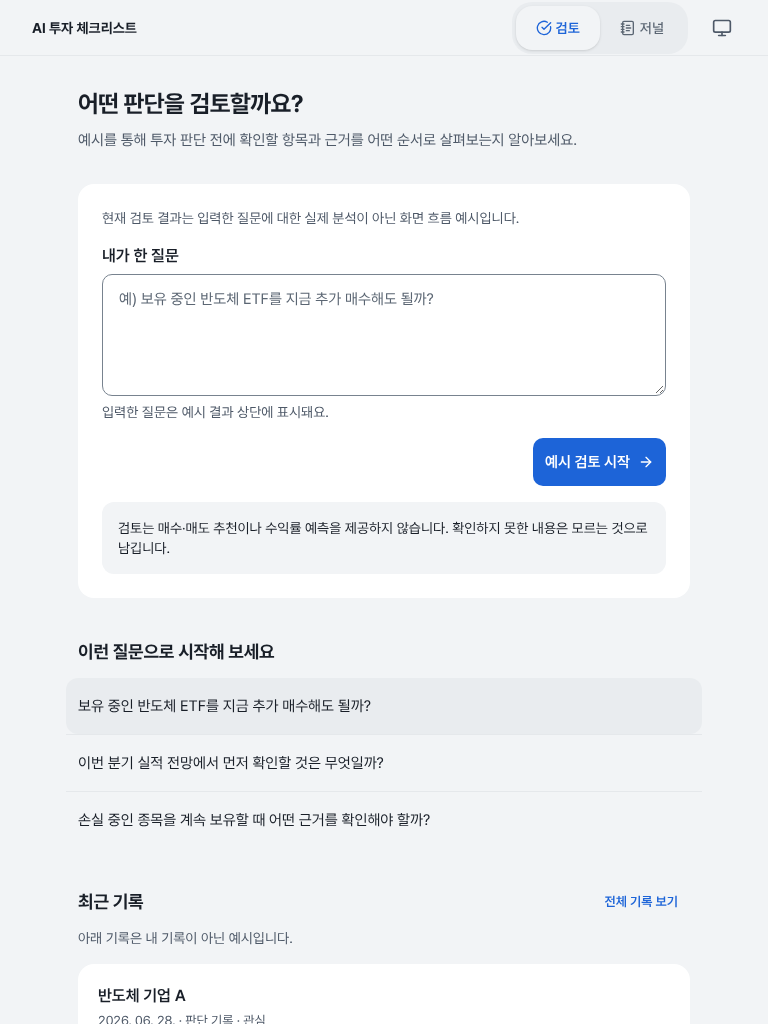 AI 투자 체크리스트
검토
저널
어떤 판단을 검토할까요?
예시를 통해 투자 판단 전에 확인할 항목과 근거를 어떤 순서로 살펴보는지 알아보세요.
현재 검토 결과는 입력한 질문에 대한 실제 분석이 아닌 화면 흐름 예시입니다.
내가 한 질문
예) 보유 중인 반도체 ETF를 지금 추가 매수해도 될까?
입력한 질문은 예시 결과 상단에 표시돼요.
예시 검토 시작
검토는 매수·매도 추천이나 수익률 예측을 제공하지 않습니다. 확인하지 못한 내용은 모르는 것으로
남깁니다.
이런 질문으로 시작해 보세요
보유 중인 반도체 ETF를 지금 추가 매수해도 될까?
이번 분기 실적 전망에서 먼저 확인할 것은 무엇일까?
손실 중인 종목을 계속 보유할 때 어떤 근거를 확인해야 할까?
최근 기록
전체 기록 보기
아래 기록은 내 기록이 아닌 예시입니다.
반도체 기업 A
2026. 06. 28. · 판단 기록 · 관심